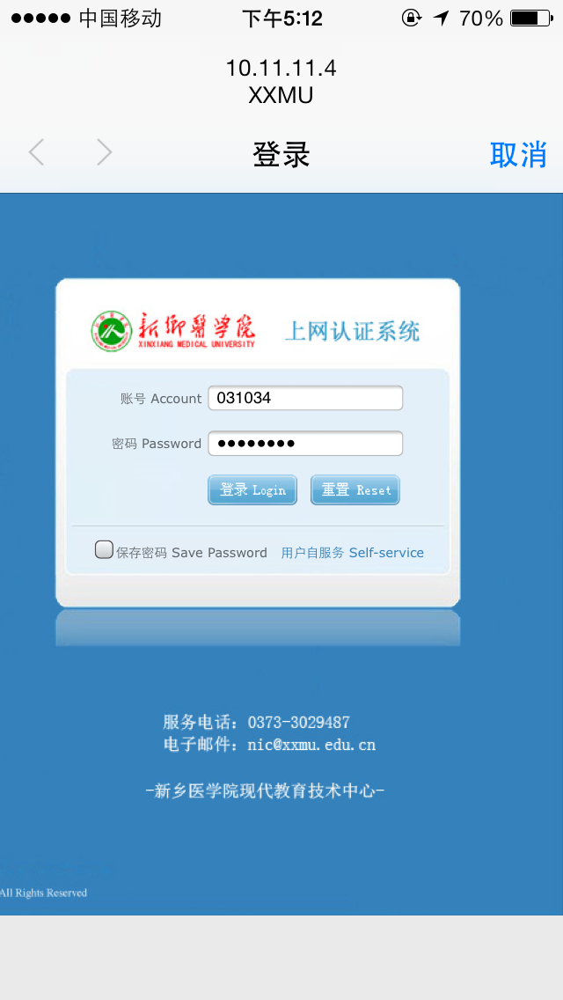 中国移动 下午5:12 70%
10.11.11.4
XXMU
登录 取消
新乡醫学院 上网认证系统
XINXIANG MEDICAL UNIVERSITY
账号 Account 031034
密码 Password ●●●●●●●●
登录 Login 重置 Reset
保存密码 Save Password 用户自服务 Self-service
服务电话: 0373-3029487
电子邮件: nic@xxmu.edu.cn
-新乡医学院现代教育技术中心-
All Rights Reserved